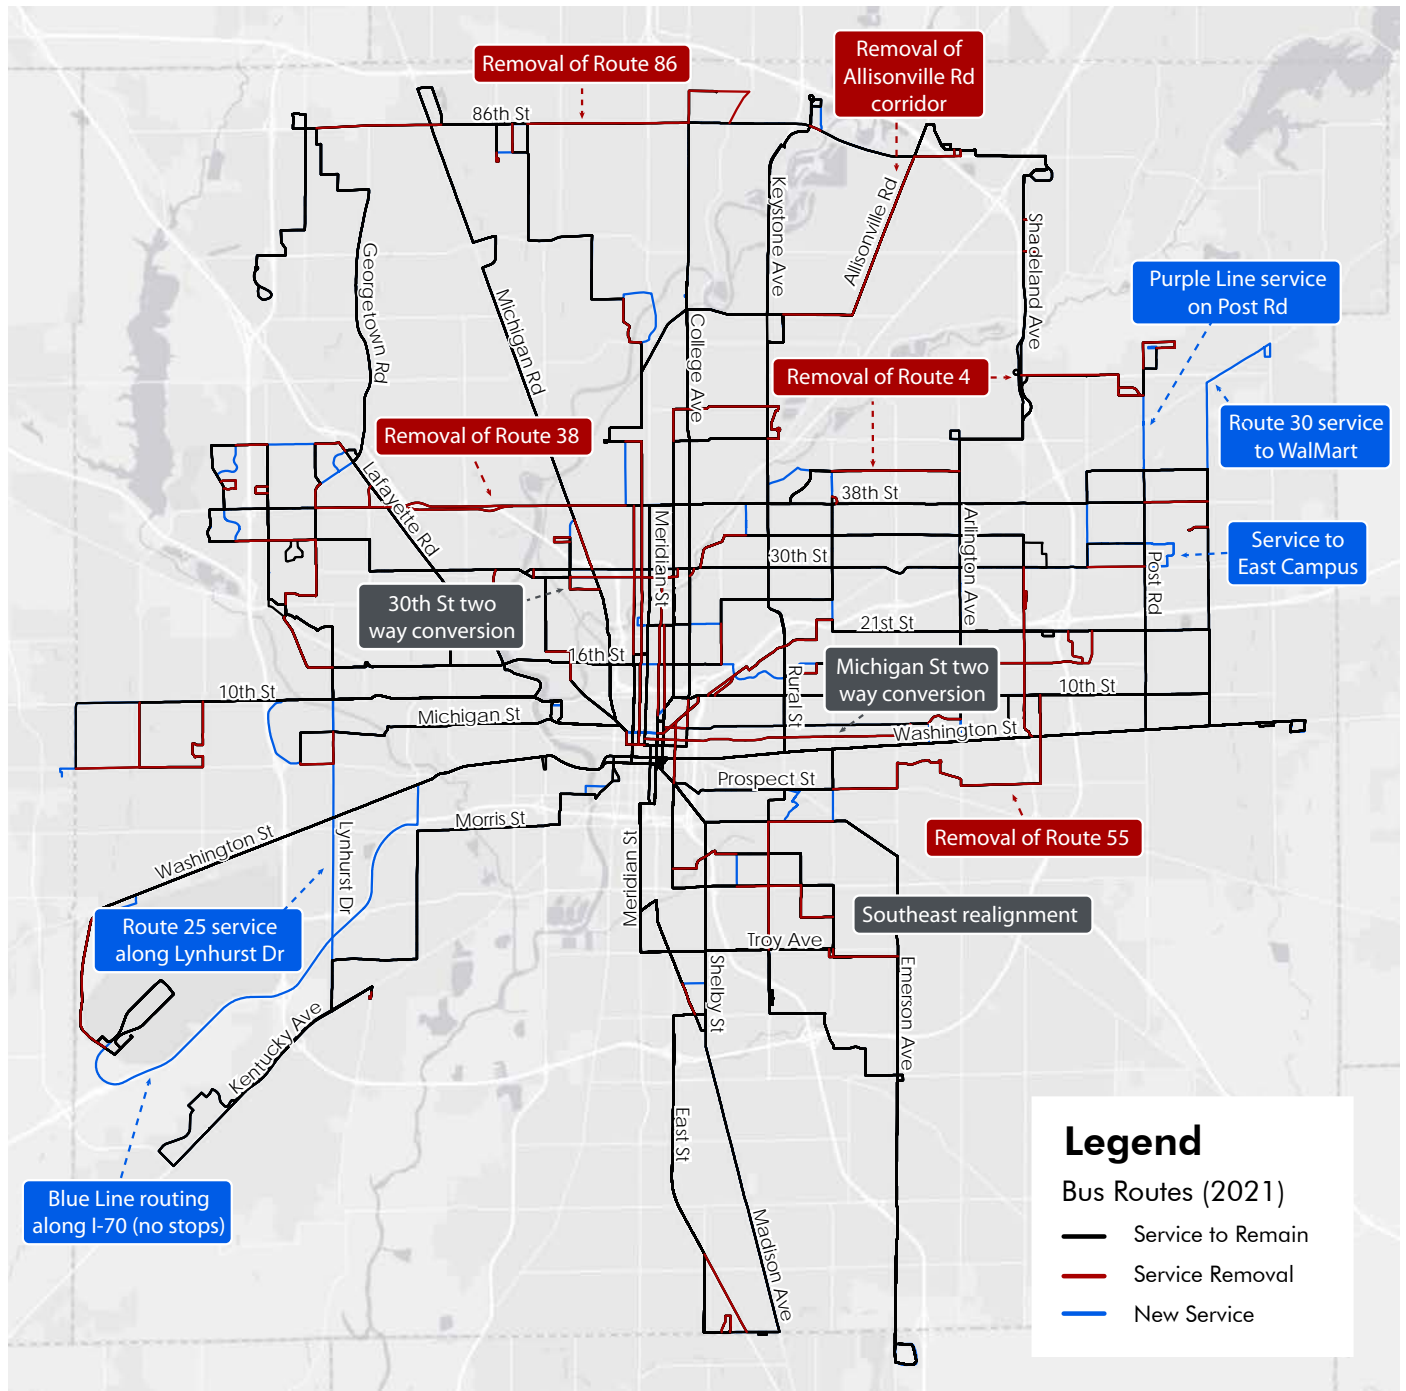 Removal of Route 86
Removal of
Allisonville Rd
corridor
86th St
Keystone Ave
Allisonville Rd
Shadeland Ave
Georgetown Rd
Michigan Rd
College Ave
Purple Line service
on Post Rd
Removal of Route 4
Route 30 service
to WalMart
Removal of Route 38
Lafayette Rd
38th St
Meridian St
Arlington Ave
30th St
Post Rd
Service to
East Campus
30th St two
way conversion
21st St
16th St
Rural St
Michigan St two
way conversion
10th St
10th St
Michigan St
Washington St
Prospect St
Morris St
Washington St
Lynhurst Dr
Meridian St
Removal of Route 55
Route 25 service
along Lynhurst Dr
Southeast realignment
Troy Ave
Shelby St
Emerson Ave
Kentucky Ave
East St
Madison Ave
Blue Line routing
along I-70 (no stops)
Legend
Bus Routes (2021)
Service to Remain
Service Removal
New Service